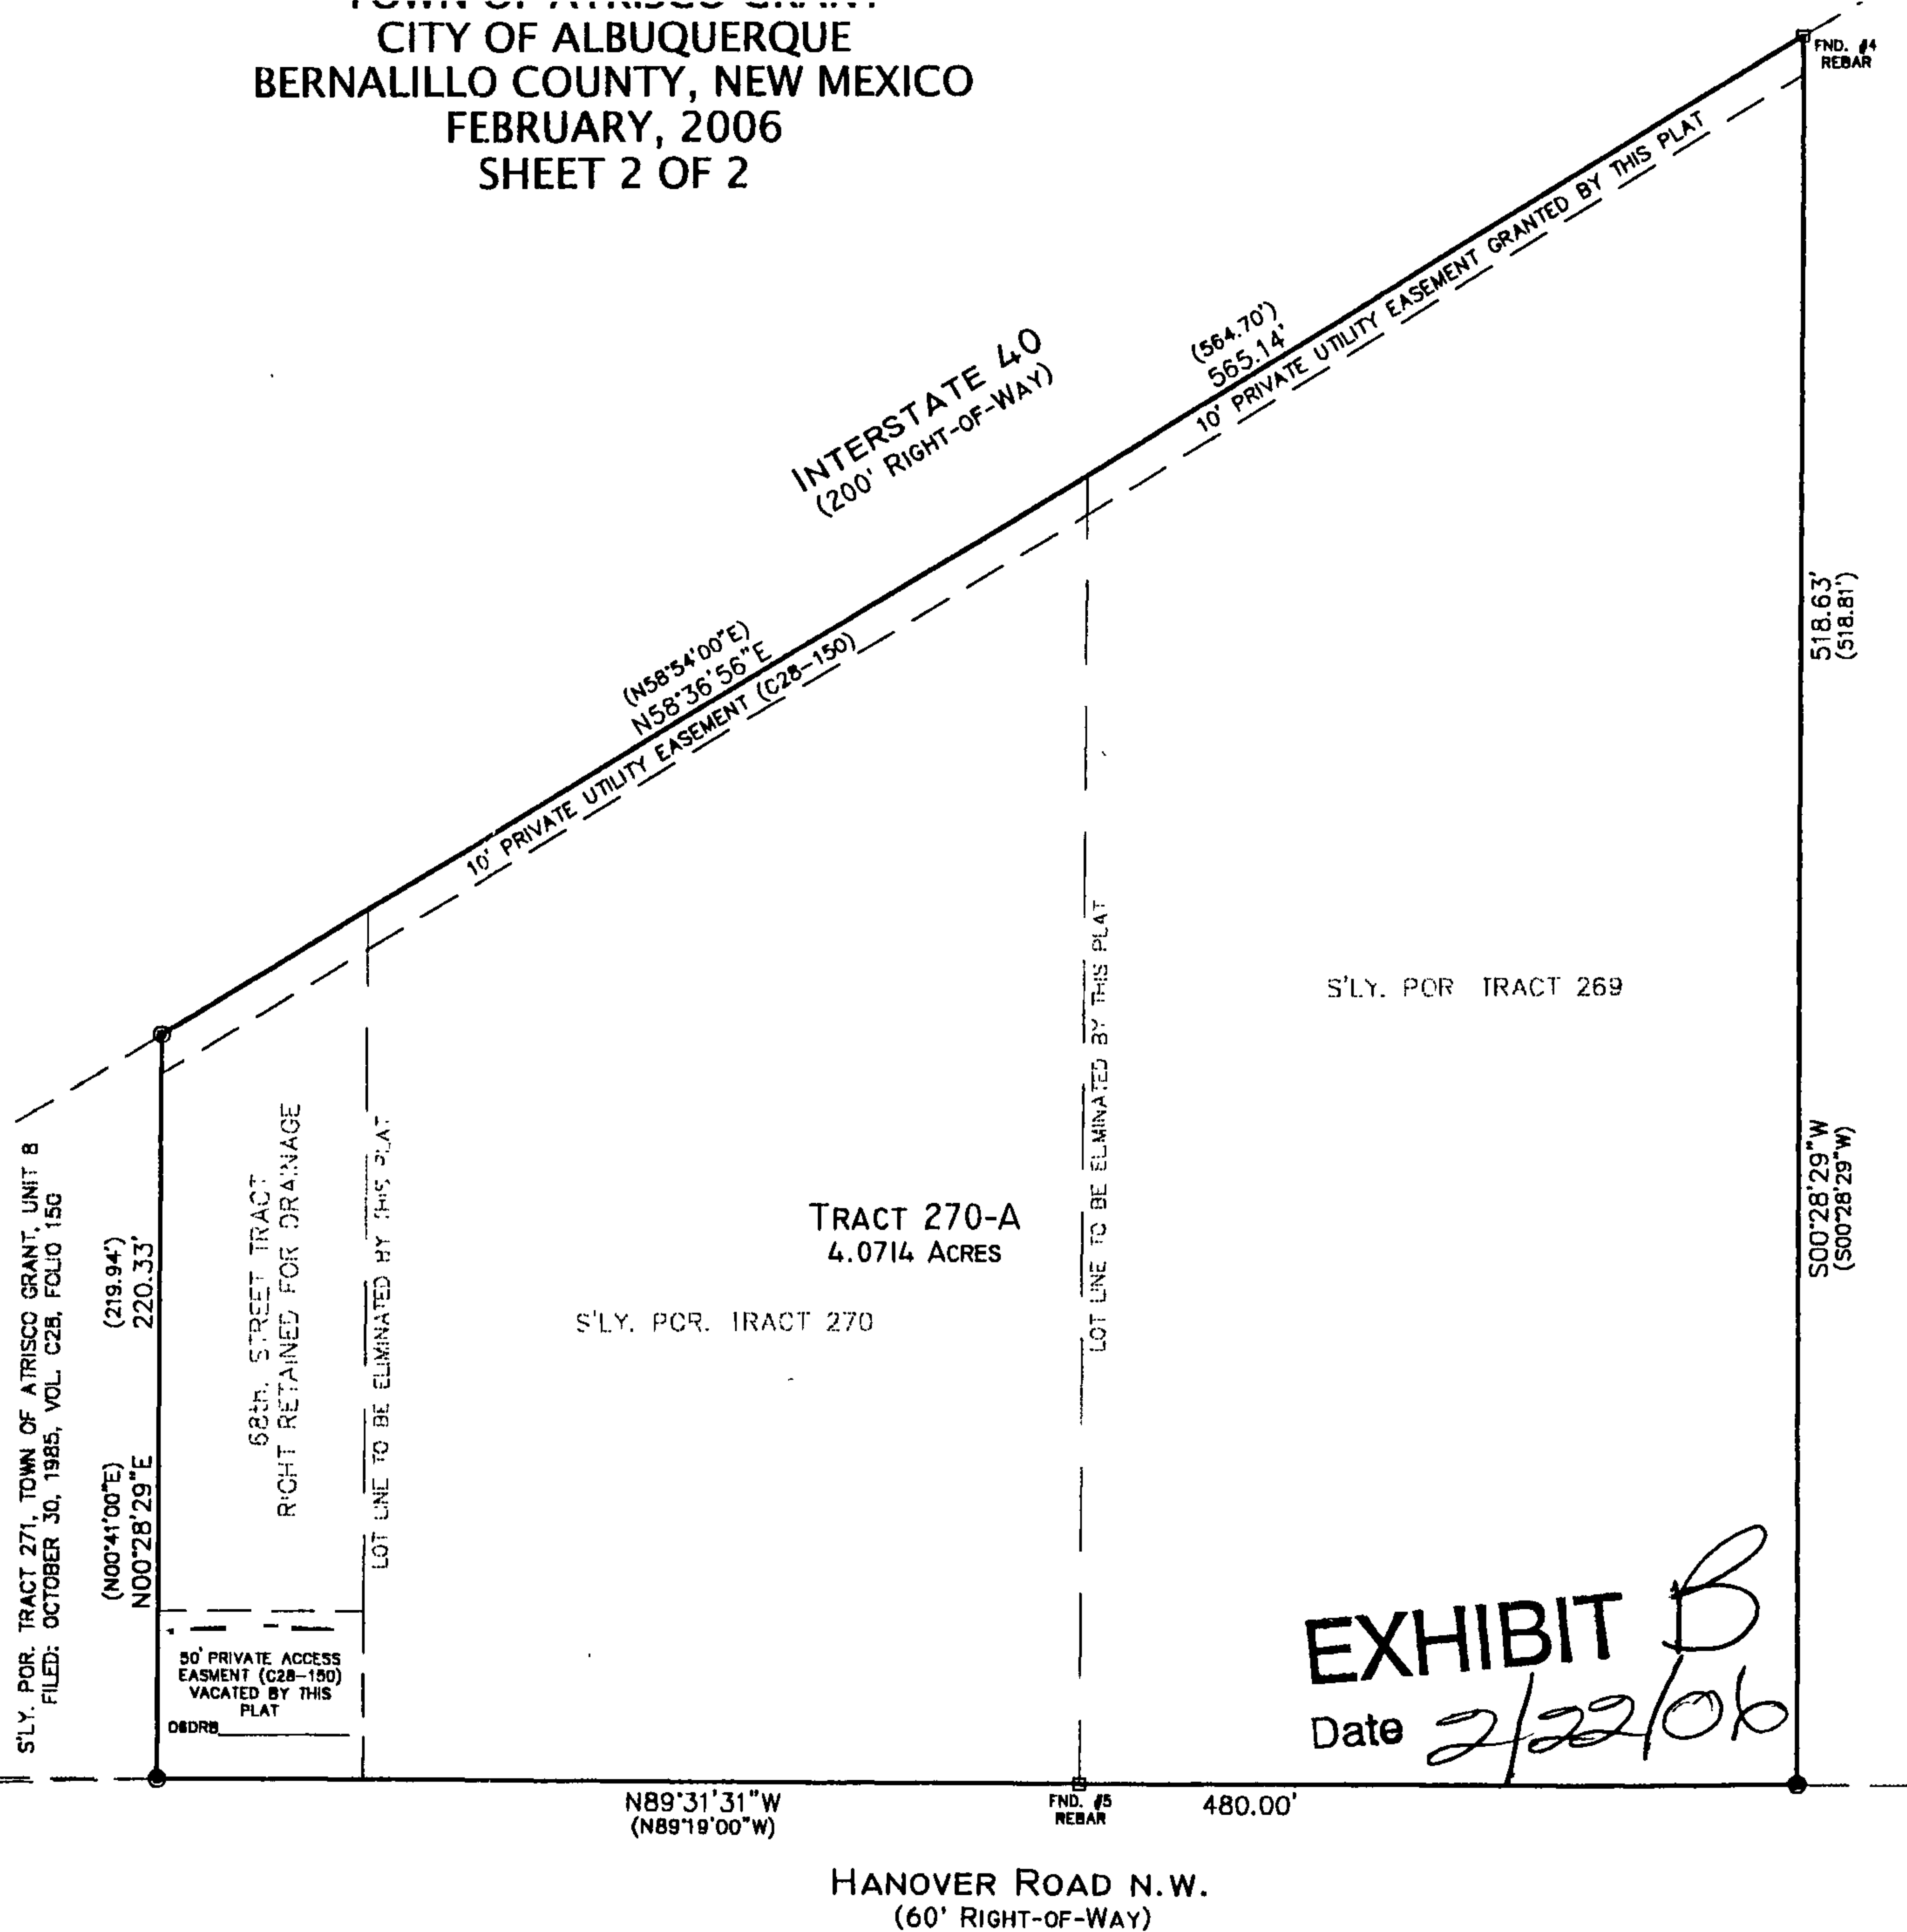 TOWN OF ATRISCO GRANT
CITY OF ALBUQUERQUE
BERNALILLO COUNTY, NEW MEXICO
FEBRUARY, 2006
SHEET 2 OF 2
FND. #4
REBAR
INTERSTATE 40
(200' RIGHT-OF-WAY)
(564.70')
565.14'
10' PRIVATE UTILITY EASEMENT GRANTED BY THIS PLAT
(N58°54'00"E)
N58°36'56"E
10' PRIVATE UTILITY EASEMENT (C28-150)
518.63'
(518.81')
S00°28'29"W
(S00°28'29"W)
S'LY. POR TRACT 269
LOT LINE TO BE ELMINATED BY THIS PLAT
TRACT 270-A
4.0714 ACRES
S'LY. POR. TRACT 270
LOT LINE TO BE ELIMINATED BY THIS PLAT
68th. STREET TRACT
RIGHT RETAINED FOR DRAINAGE
(219.94')
220.33'
(N00°41'00"E)
N00°28'29"E
S'LY. POR. TRACT 271, TOWN OF ATRISCO GRANT, UNIT 8
FILED: OCTOBER 30, 1985, VOL. C28, FOLIO 150
50' PRIVATE ACCESS
EASMENT (C28-150)
VACATED BY THIS
PLAT
06DRB
EXHIBIT B
Date 2/22/06
N89°31'31"W
(N89°19'00"W)
FND. #5
REBAR
480.00'
HANOVER ROAD N.W.
(60' RIGHT-OF-WAY)